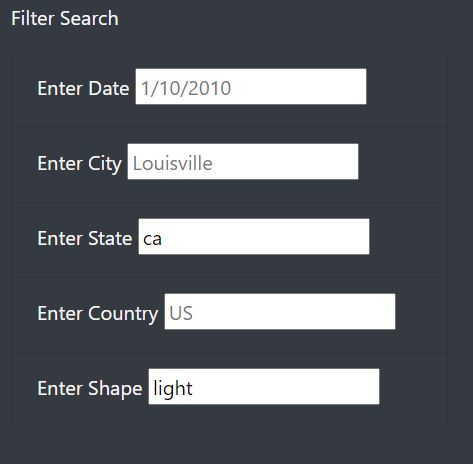 Filter Search
Enter Date 1/10/2010
Enter City Louisville
Enter State ca
Enter Country US
Enter Shape light